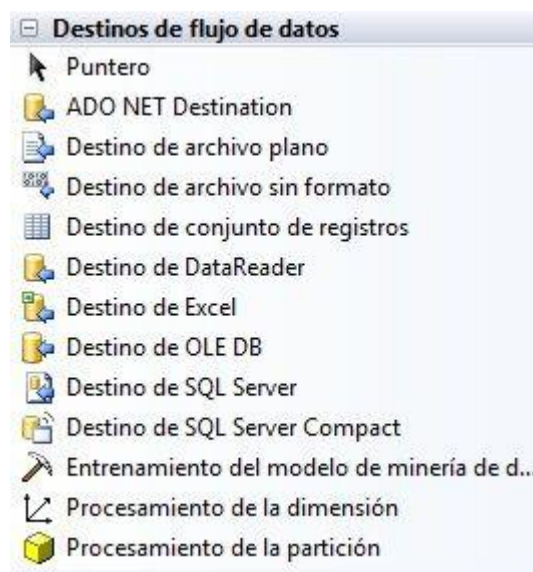 Destinos de flujo de datos
Puntero
ADO NET Destination
Destino de archivo plano
Destino de archivo sin formato
Destino de conjunto de registros
Destino de DataReader
Destino de Excel
Destino de OLE DB
Destino de SQL Server
Destino de SQL Server Compact
Entrenamiento del modelo de minería de d...
Procesamiento de la dimensión
Procesamiento de la partición